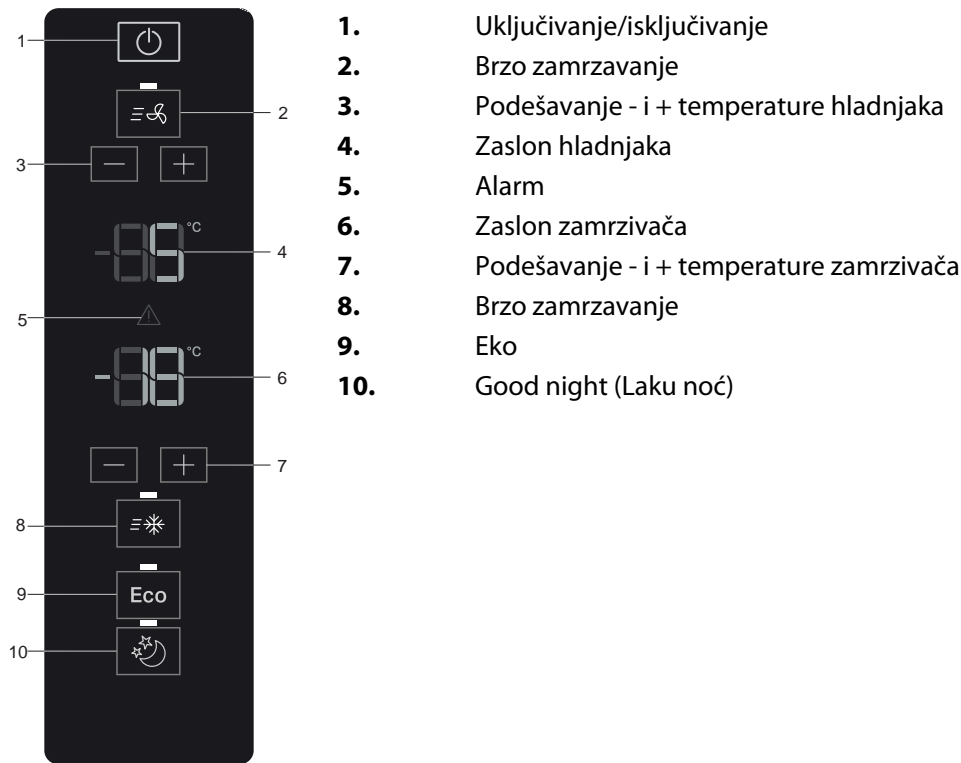 1
2
3
°C
4
5
°C
6
7
8
Eco
9
10
1. Uključivanje/isključivanje
2. Brzo zamrzavanje
3. Podešavanje - i + temperature hladnjaka
4. Zaslon hladnjaka
5. Alarm
6. Zaslon zamrzivača
7. Podešavanje - i + temperature zamrzivača
8. Brzo zamrzavanje
9. Eko
10. Good night (Laku noć)